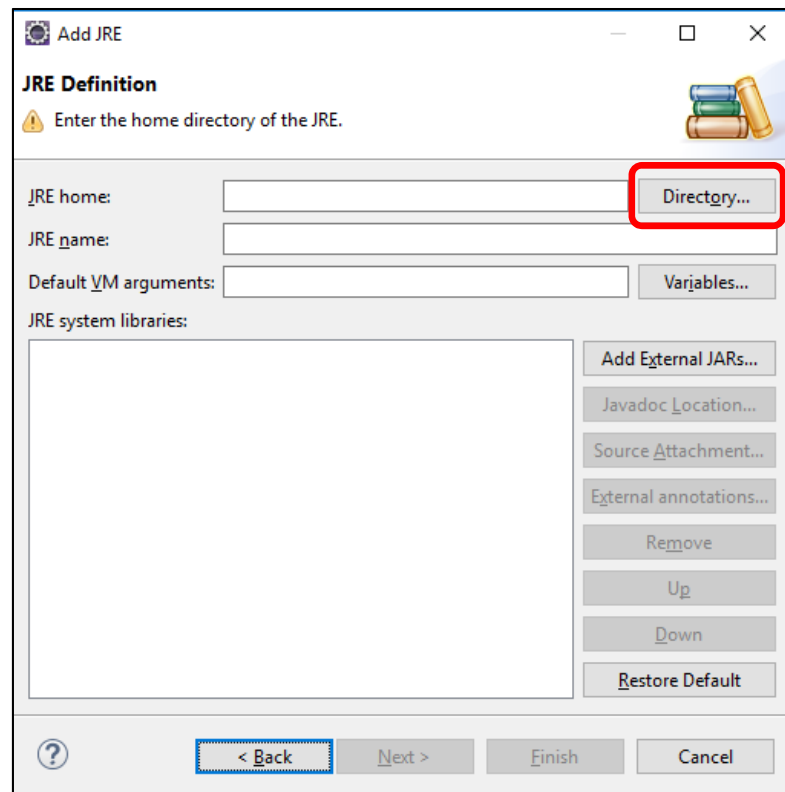 Add JRE
JRE Definition
Enter the home directory of the JRE.
JRE home:
Directory...
JRE name:
Default VM arguments:
Variables...
JRE system libraries:
Add External JARs...
Javadoc Location...
Source Attachment...
External annotations...
Remove
Up
Down
Restore Default
?
< Back
Next >
Finish
Cancel